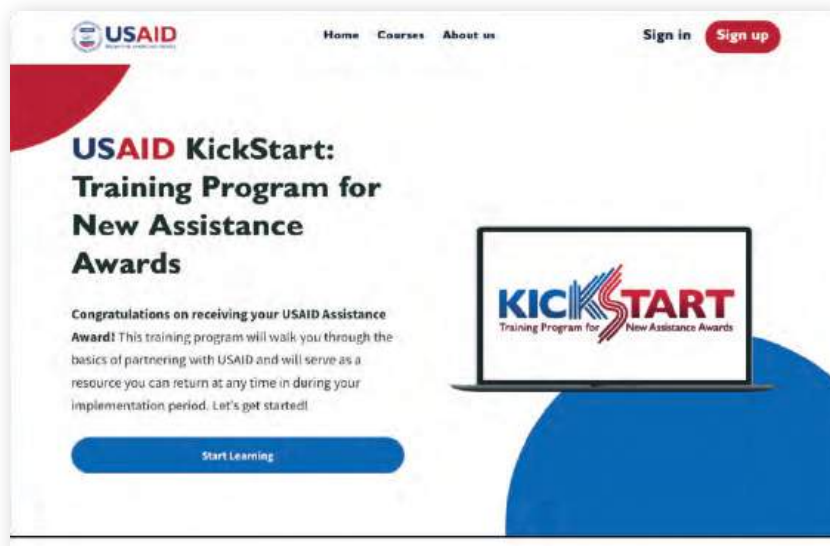 USAID
Home Courses About us
Sign in
Sign up
USAID KickStart:
Training Program for
New Assistance
Awards
Congratulations on receiving your USAID Assistance
Award! This training program will walk you through the
basics of partnering with USAID and will serve as a
resource you can return at any time in during your
implementation period. Let's get started!
Start Learning
KICKSTART
Training Program for New Assistance Awards